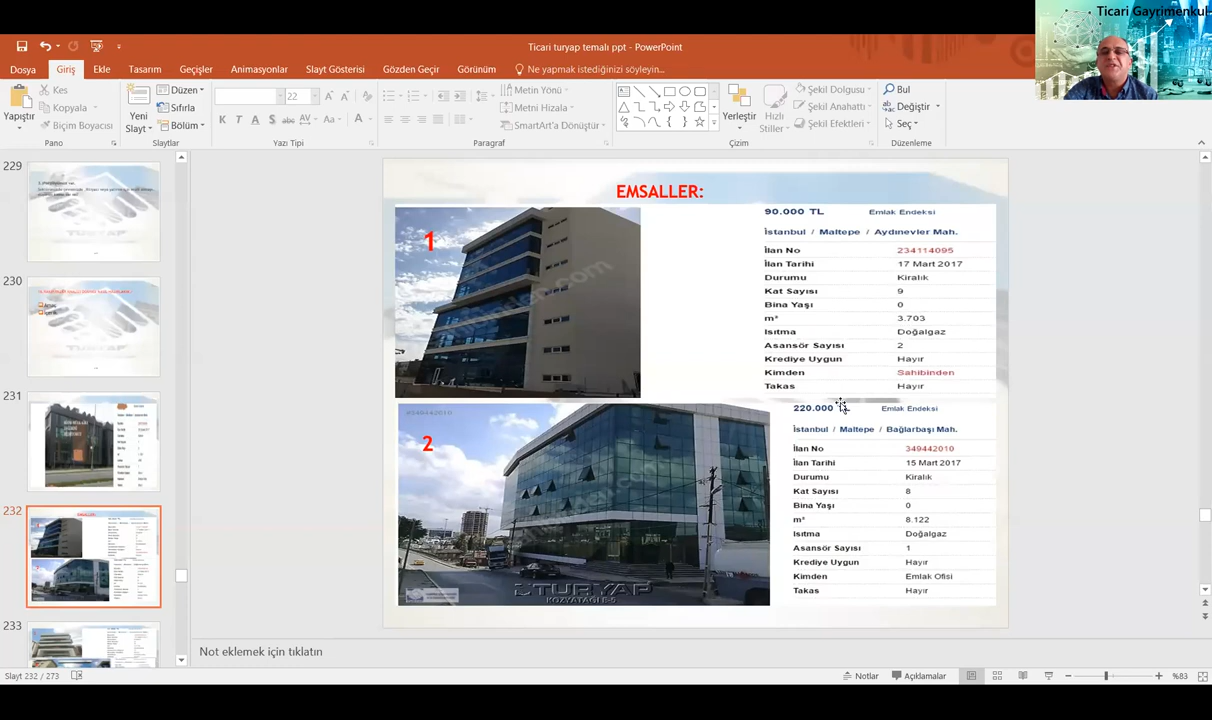 Ticari Gayrimenkul
Ticari turyap temalı ppt - PowerPoint
Dosya Giriş Ekle Tasarım Geçişler Animasyonlar Slayt Gösterisi Gözden Geçir Görünüm Ne yapmak istediğinizi söyleyin...
Yapıştır
Kes
Kopyala
Biçim Boyacısı
Pano
Yeni
Slayt
Düzen
Sıfırla
Bölüm
Slaytlar
22
K T A S abc AV Aa A
Yazı Tipi
Metin Yönü
Metni Hizala
SmartArt'a Dönüştür
Paragraf
Yerleştir
Hızlı
Stiller
Şekil Dolgusu
Şekil Anahattı
Şekil Efektleri
Çizim
Bul
Değiştir
Seç
Düzenleme
229
230
231
232
233
EMSALLER:
1
90.000 TL Emlak Endeksi
İstanbul / Maltepe / Aydınevler Mah.
İlan No 234114095
İlan Tarihi 17 Mart 2017
Durumu Kiralık
Kat Sayısı 9
Bina Yaşı 0
m² 3.703
Isıtma Doğalgaz
Asansör Sayısı 2
Krediye Uygun Hayır
Kimden Sahibinden
Takas Hayır
2
#349442010
TURYAP
KOZYATAĞI E-5
220.000 TL Emlak Endeksi
İstanbul / Maltepe / Bağlarbaşı Mah.
İlan No 349442010
İlan Tarihi 15 Mart 2017
Durumu Kiralık
Kat Sayısı 8
Bina Yaşı 0
m² 8.122
Isıtma Doğalgaz
Asansör Sayısı 1
Krediye Uygun Hayır
Kimden Emlak Ofisi
Takas Hayır
Not eklemek için tıklatın
Slayt 232 / 273
Notlar Açıklamalar %83